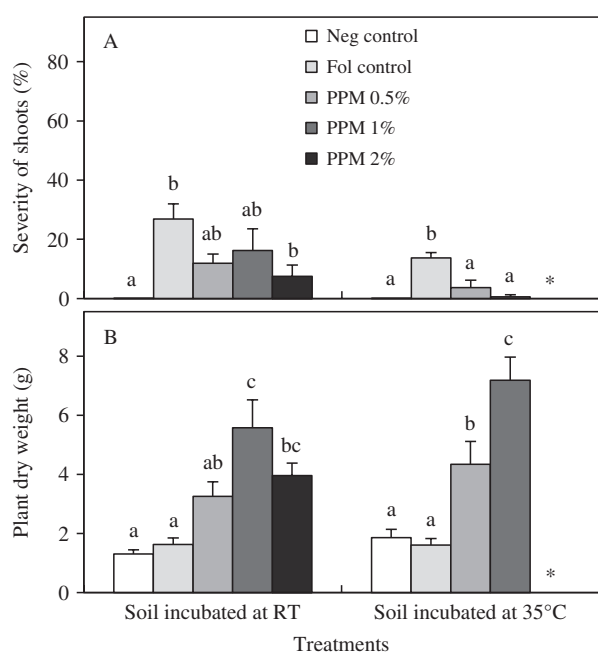 A
Neg control
Fol control
PPM 0.5%
PPM 1%
PPM 2%
Severity of shoots (%)
80
60
40
20
0
a
b
ab
ab
b
a
b
a
a
*
B
Plant dry weight (g)
8
6
4
2
0
a
a
ab
c
bc
a
a
b
c
*
Soil incubated at RT
Soil incubated at 35°C
Treatments